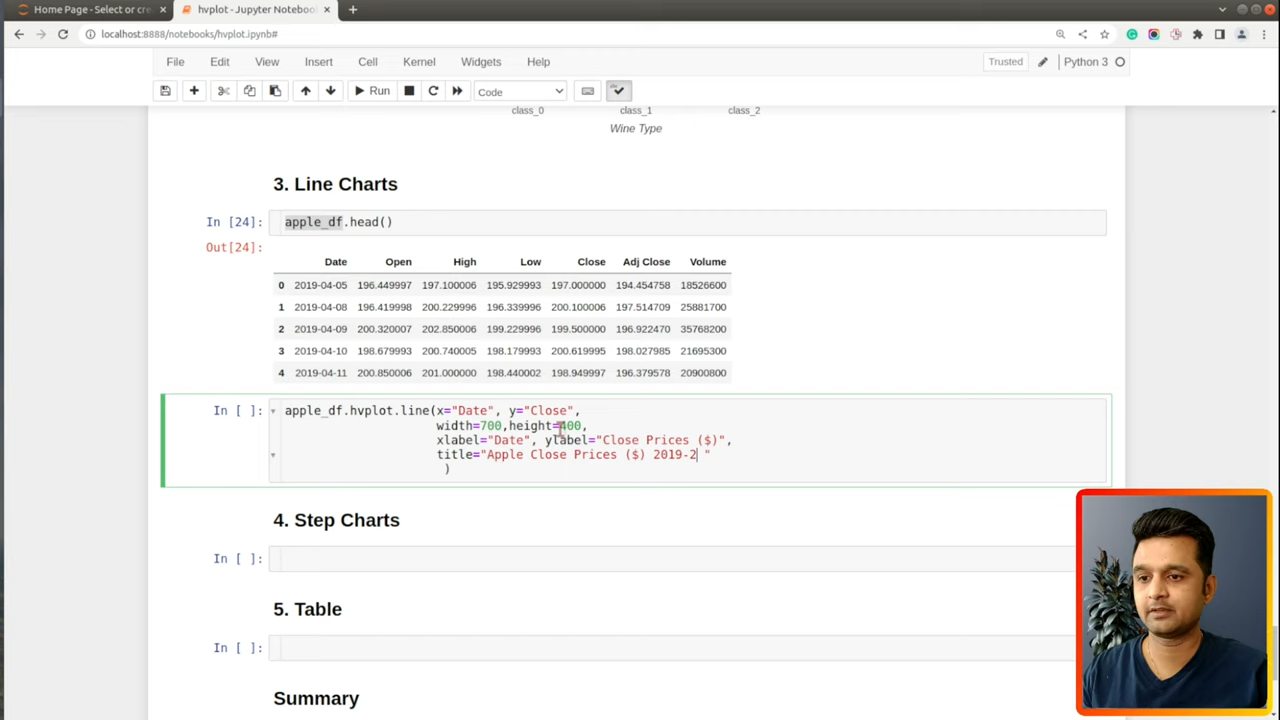 Home Page - Select or cre
hvplot - Jupyter Noteboo
localhost:8888/notebooks/hvplot.ipynb#
File Edit View Insert Cell Kernel Widgets Help
Trusted
Python 3
Run
Code
class_0 class_1 class_2
Wine Type
3. Line Charts
In [24]: apple_df.head()
Out[24]:
Date Open High Low Close Adj Close Volume
0 2019-04-05 196.449997 197.100006 195.929993 197.000000 194.454758 18526600
1 2019-04-08 196.419998 200.229996 196.339996 200.100006 197.514709 25881700
2 2019-04-09 200.320007 202.850006 199.229996 199.500000 196.922470 35768200
3 2019-04-10 198.679993 200.740005 198.179993 200.619995 198.027985 21695300
4 2019-04-11 200.850006 201.000000 198.440002 198.949997 196.379578 20900800
In [ ]: apple_df.hvplot.line(x="Date", y="Close",
width=700,height=400,
xlabel="Date", ylabel="Close Prices ($)",
title="Apple Close Prices ($) 2019-2 "
)
4. Step Charts
In [ ]:
5. Table
In [ ]:
Summary